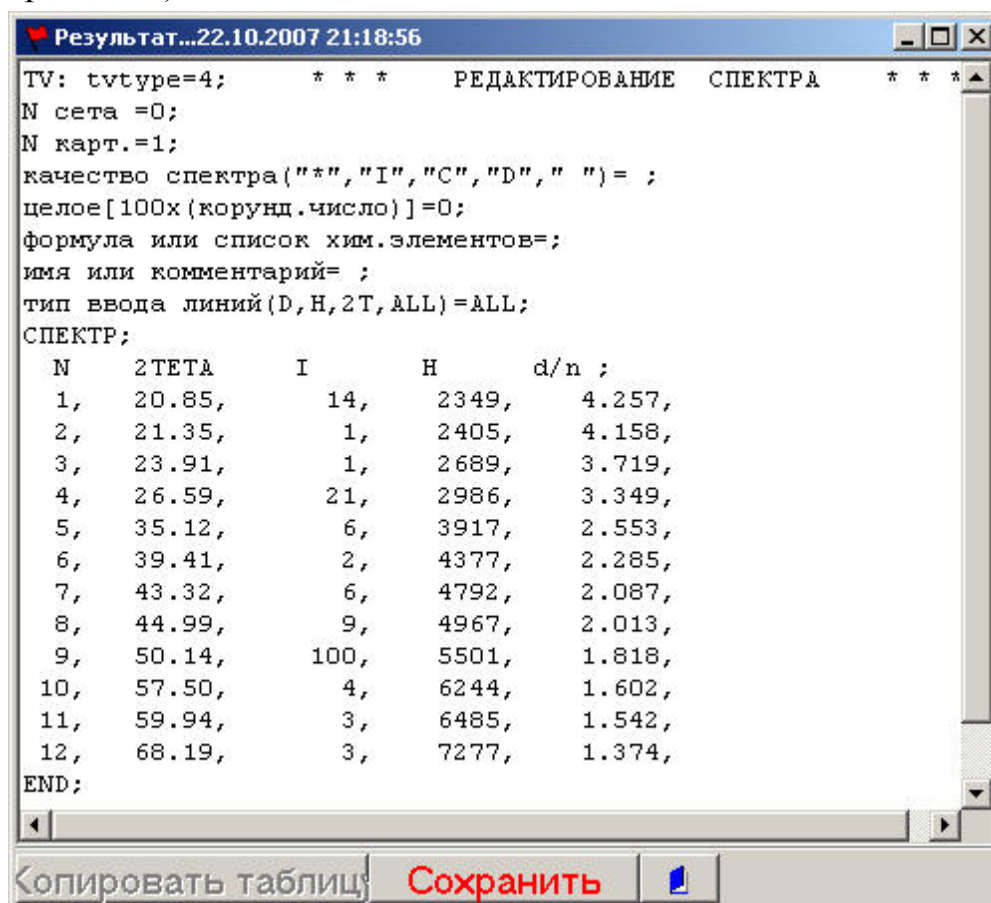 Результат...22.10.2007 21:18:56
TV: tvtype=4; * * * РЕДАКТИРОВАНИЕ СПЕКТРА * * *
N сета =0;
N карт.=1;
качество спектра("*","I","C","D"," ")= ;
целое[100x(корунд.число)]=0;
формула или список хим.элементов=;
имя или комментарий= ;
тип ввода линий(D,H,2T,ALL)=ALL;
СПЕКТР;
N 2TETA I H d/n ;
1, 20.85, 14, 2349, 4.257,
2, 21.35, 1, 2405, 4.158,
3, 23.91, 1, 2689, 3.719,
4, 26.59, 21, 2986, 3.349,
5, 35.12, 6, 3917, 2.553,
6, 39.41, 2, 4377, 2.285,
7, 43.32, 6, 4792, 2.087,
8, 44.99, 9, 4967, 2.013,
9, 50.14, 100, 5501, 1.818,
10, 57.50, 4, 6244, 1.602,
11, 59.94, 3, 6485, 1.542,
12, 68.19, 3, 7277, 1.374,
END;
Копировать таблицу Сохранить